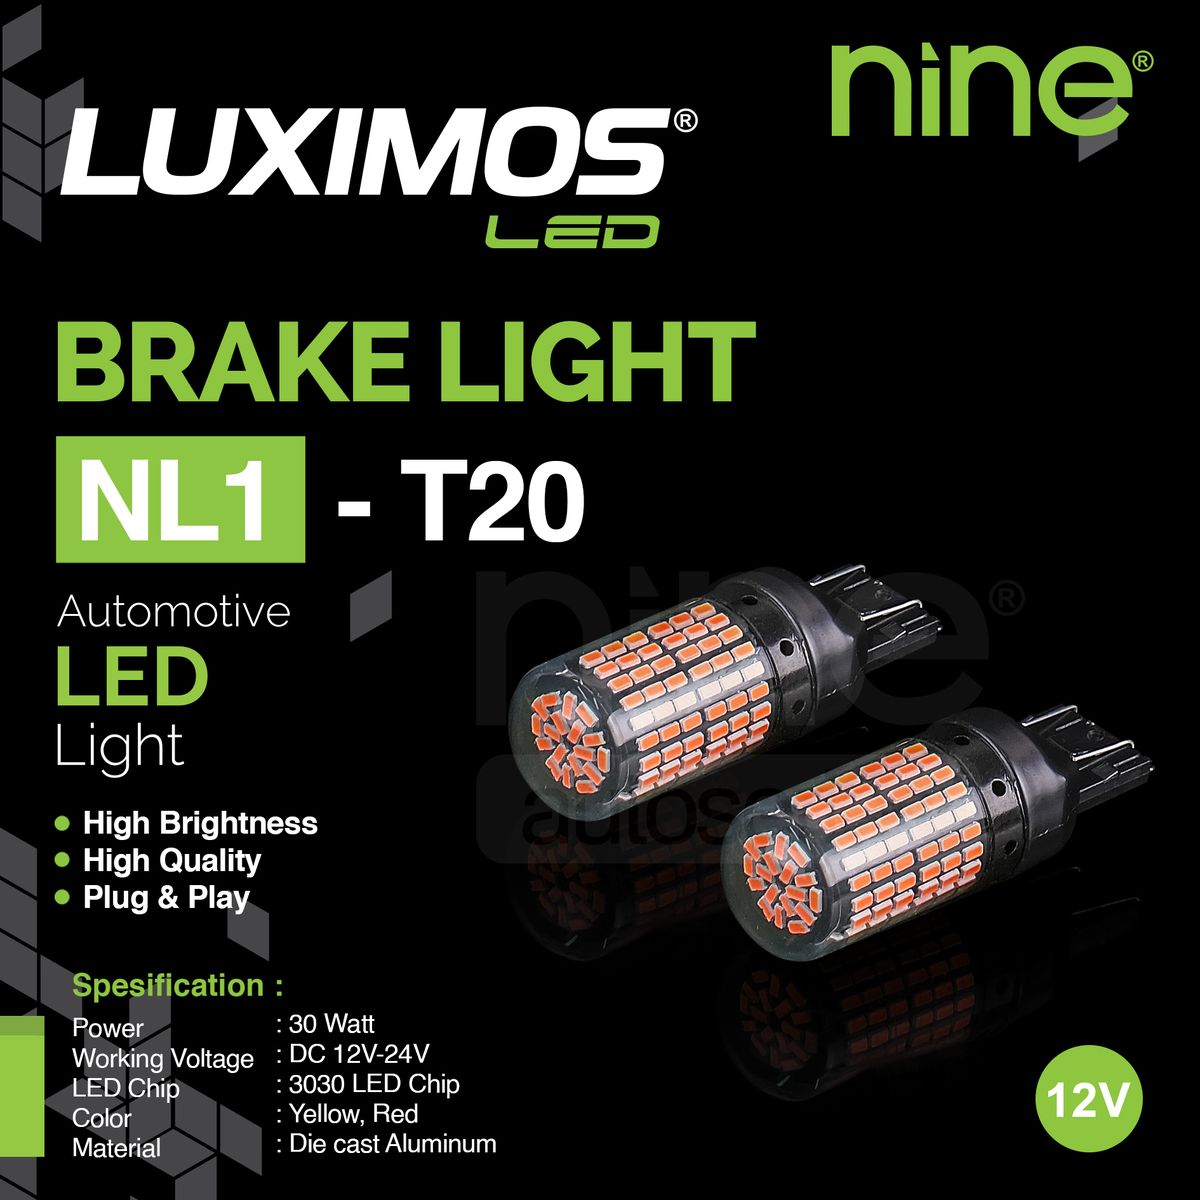 nine®
LUXIMOS®
LED
BRAKE LIGHT
NL1 - T20
Automotive
LED
Light
• High Brightness
• High Quality
• Plug & Play
nine®
Spesification :
Power : 30 Watt
Working Voltage : DC 12V-24V
LED Chip : 3030 LED Chip
Color : Yellow, Red
Material : Die cast Aluminum
12V